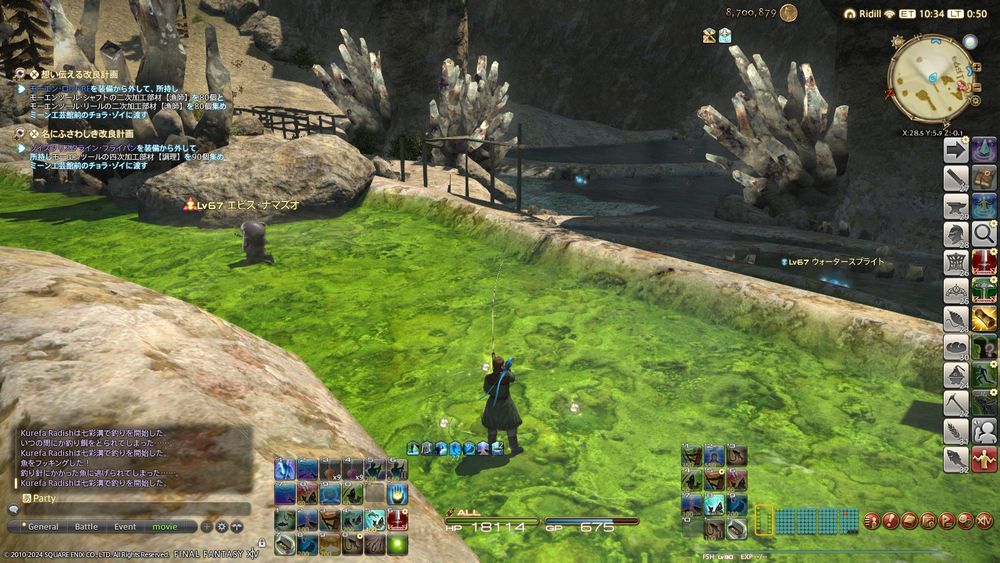 8,700,879
Ridill ET 10:34 LT 0:50
想い伝える改良計画
モーエン・ロッドREを装備から外して、所持し
モーエンツール・シャフトの二次加工部材【漁師】を80個と
モーエンツール・リールの二次加工部材【漁師】を80個集め
ミーン工芸館前のチョラ・ゾイに渡す
名にふさわしき改良計画
を装備から外して
所持しモーエンツールの四次加工部材【調理】を90個集め
ミーン工芸館前のチョラ・ゾイに渡す
X:28.5 Y:5.9 Z:-0.1
Lv67 エビス・ナマズオ
Lv67 ウォータースプライト
Kurefa Radishは七彩溝で釣りを開始した。
いつの間にか釣り餌をとられてしまった……。
Kurefa Radishは七彩溝で釣りを開始した。
魚をフッキングした！
釣り針にかかった魚に逃げられてしまった……
Kurefa Radishは七彩溝で釣りを開始した。
Party
General Battle Event movie
ALL
HP 18114 GP 675
FSH Lv90 EXP --/--
© 2010-2024 SQUARE ENIX CO., LTD. All Rights Reserved. FINAL FANTASY XIV